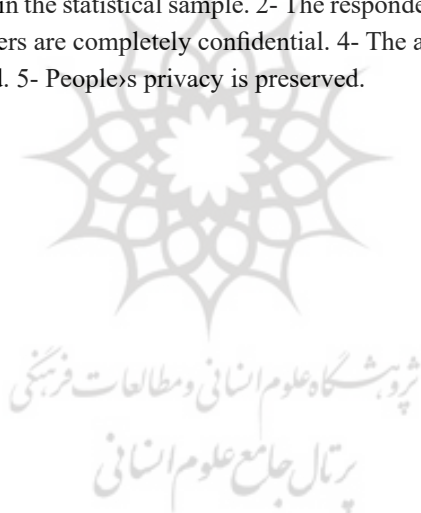 in the statistical sample. 2- The responde
ers are completely confidential. 4- The a
d. 5- People›s privacy is preserved.
پژوهشگاه علوم انسانی و مطالعات فرهنگی
پرتال جامع علوم انسانی